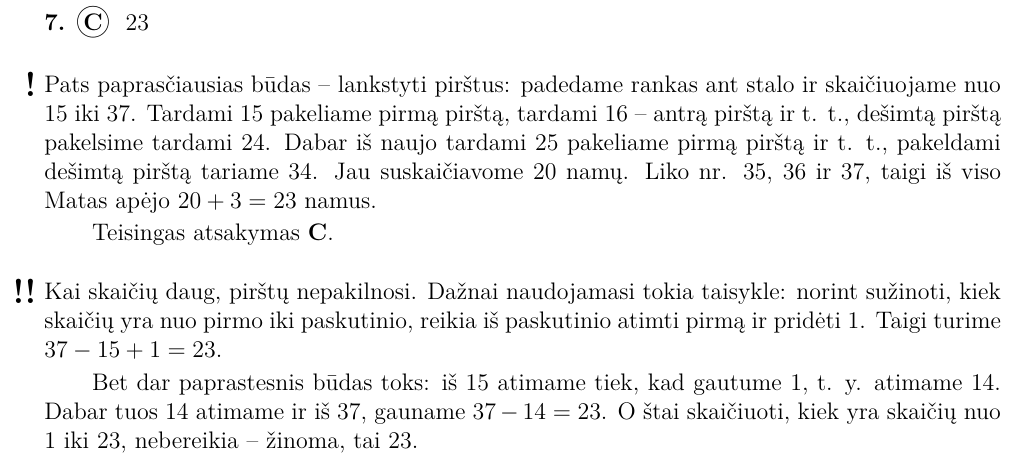 7. C 23
! Pats paprasčiausias būdas – lankstyti pirštus: padedame rankas ant stalo ir skaičiuojame nuo
15 iki 37. Tardami 15 pakeliame pirmą pirštą, tardami 16 – antrą pirštą ir t. t., dešimtą pirštą
pakelsime tardami 24. Dabar iš naujo tardami 25 pakeliame pirmą pirštą ir t. t., pakeldami
dešimtą pirštą tariame 34. Jau suskaičiavome 20 namų. Liko nr. 35, 36 ir 37, taigi iš viso
Matas apėjo 20 + 3 = 23 namus.
Teisingas atsakymas C.
!! Kai skaičių daug, pirštų nepakilnosi. Dažnai naudojamasi tokia taisykle: norint sužinoti, kiek
skaičių yra nuo pirmo iki paskutinio, reikia iš paskutinio atimti pirmą ir pridėti 1. Taigi turime
37 − 15 + 1 = 23.
Bet dar paprastesnis būdas toks: iš 15 atimame tiek, kad gautume 1, t. y. atimame 14.
Dabar tuos 14 atimame ir iš 37, gauname 37 − 14 = 23. O štai skaičiuoti, kiek yra skaičių nuo
1 iki 23, nebereikia – žinoma, tai 23.